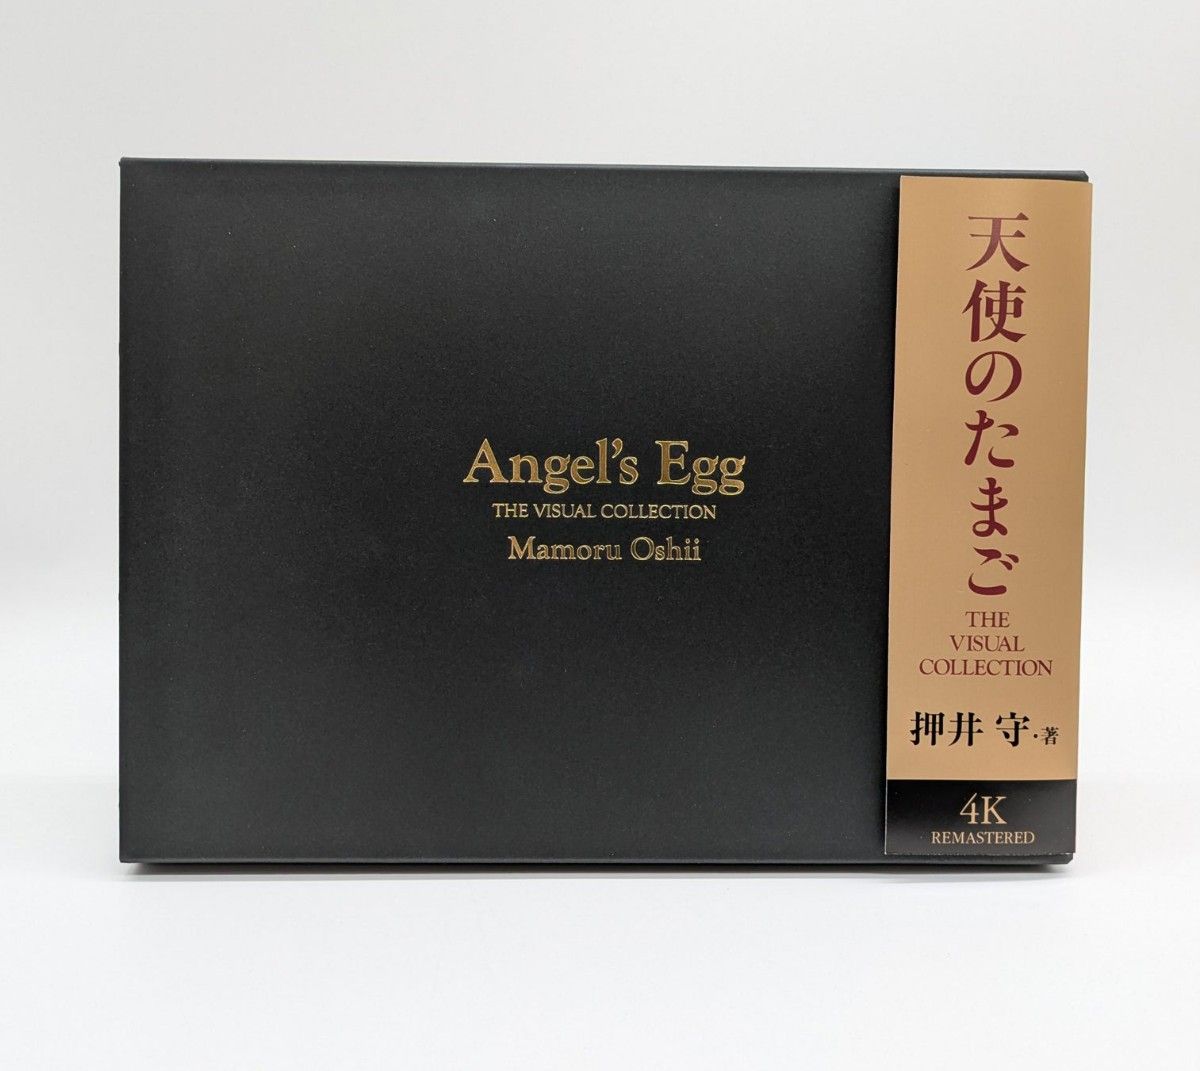 Angel's Egg
THE VISUAL COLLECTION
Mamoru Oshii
天使のたまご
THE
VISUAL
COLLECTION
押井 守・著
4K
REMASTERED